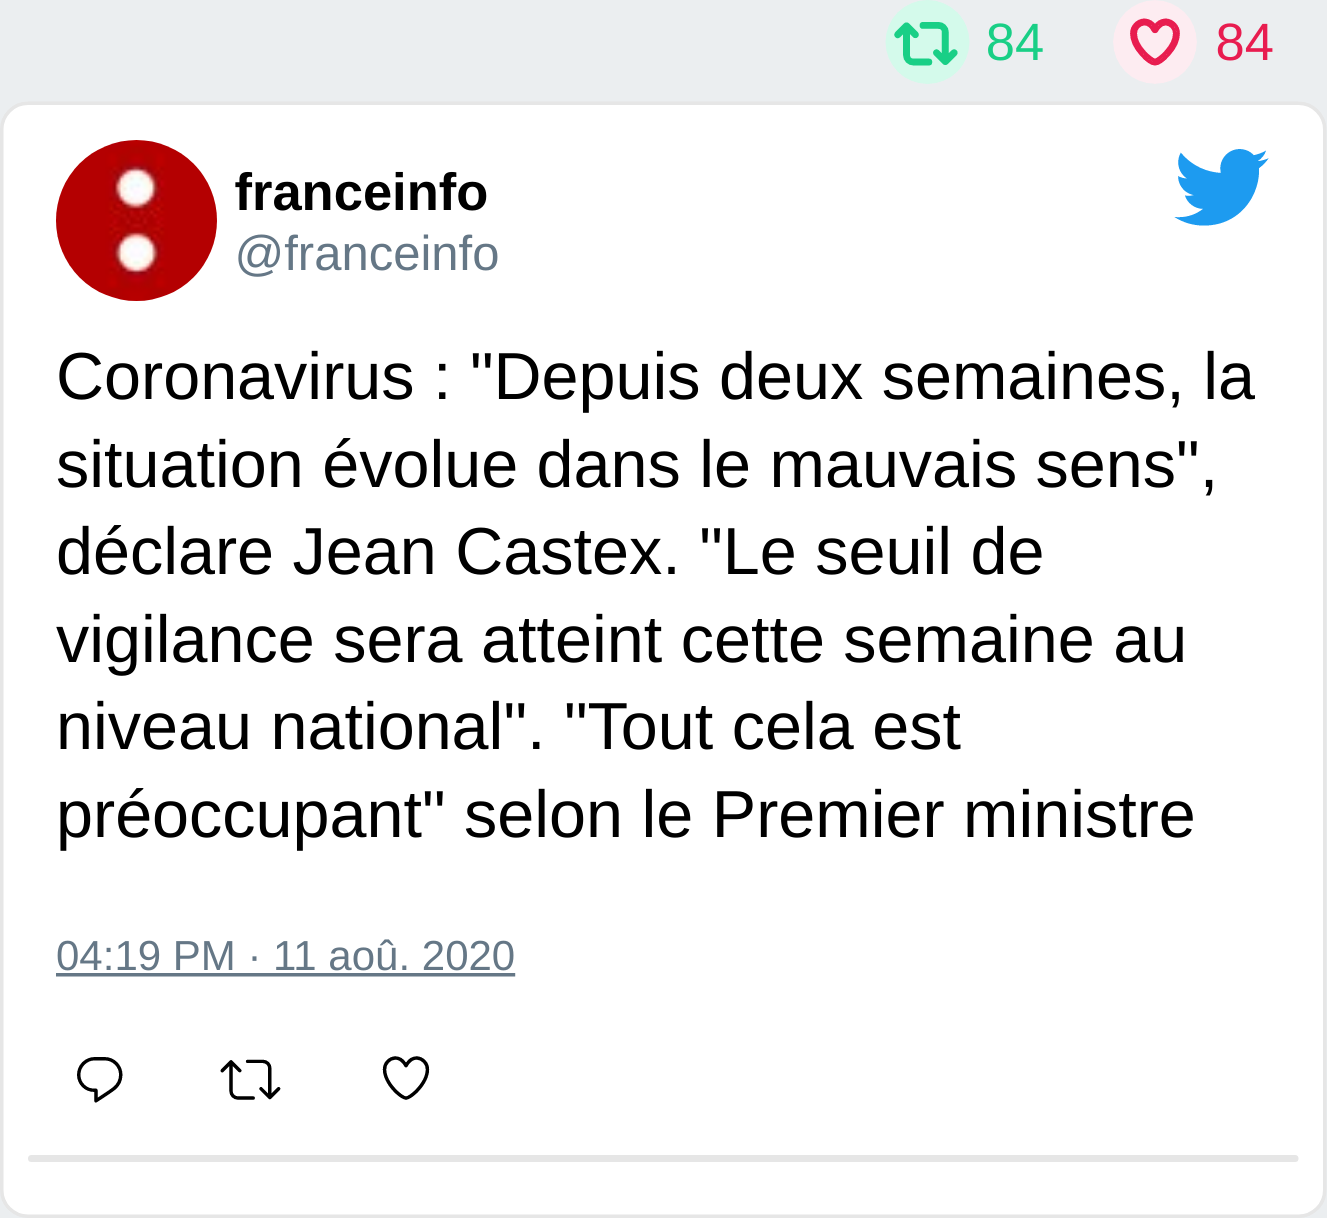 84 84
franceinfo
@franceinfo
Coronavirus : "Depuis deux semaines, la
situation évolue dans le mauvais sens",
déclare Jean Castex. "Le seuil de
vigilance sera atteint cette semaine au
niveau national". "Tout cela est
préoccupant" selon le Premier ministre
04:19 PM · 11 aoû. 2020